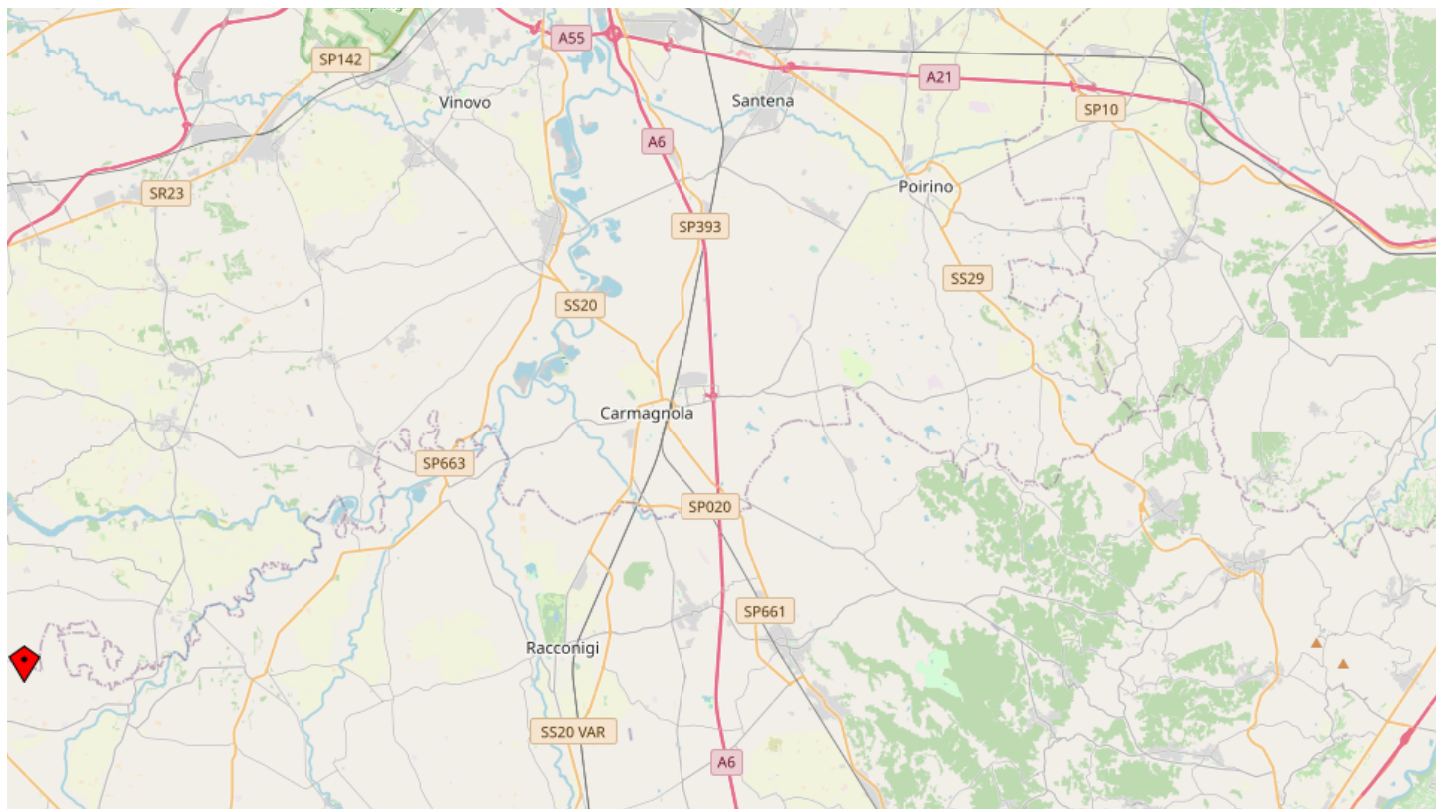 A55
SP142
A21
Vinovo
Santena
SP10
A6
SR23
Poirino
SP393
SS29
SS20
Carmagnola
SP663
SP020
SP661
Racconigi
SS20 VAR
A6